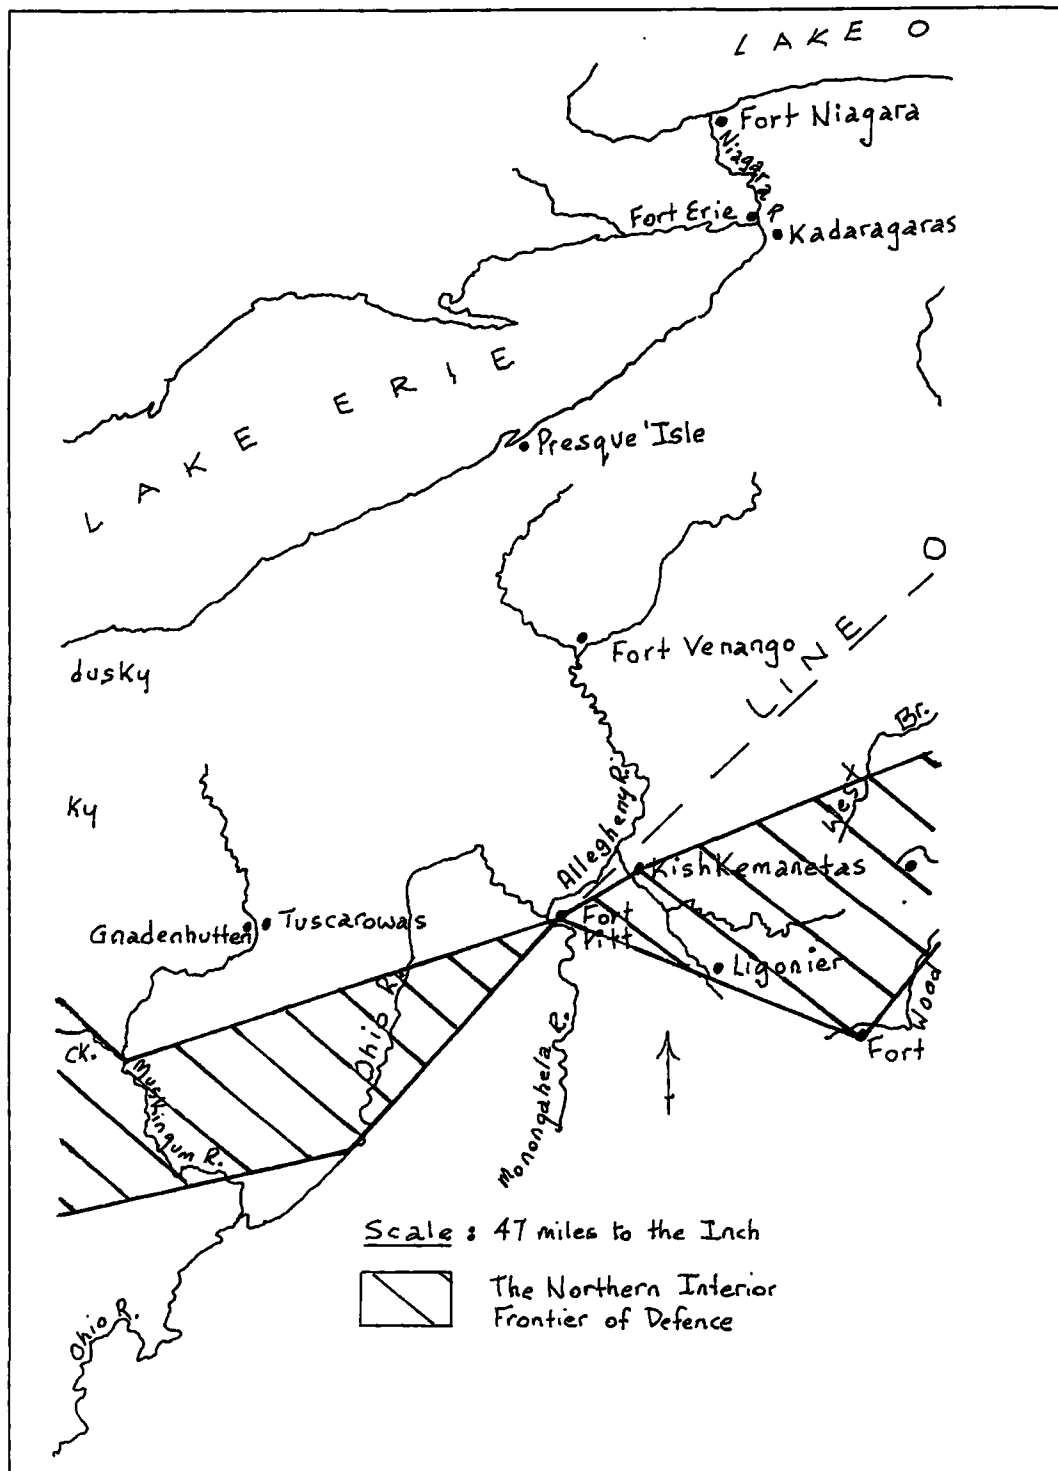 LAKE O
Fort Niagara
Niagara R
Fort Erie
Kadaragaras
LAKE ERIE
Presque'Isle
O
LINE
Fort Venango
dusky
West Br.
Ky
Allegheny R.
KishKemanetas
Gnadenhutten
Tuscarowas
Fort
Pitt
Ligonier
Ohio R.
Wood
CK.
Fort
Muskingum R.
Monongahela R.
Scale : 47 miles to the Inch
The Northern Interior
Frontier of Defence
Ohio R.